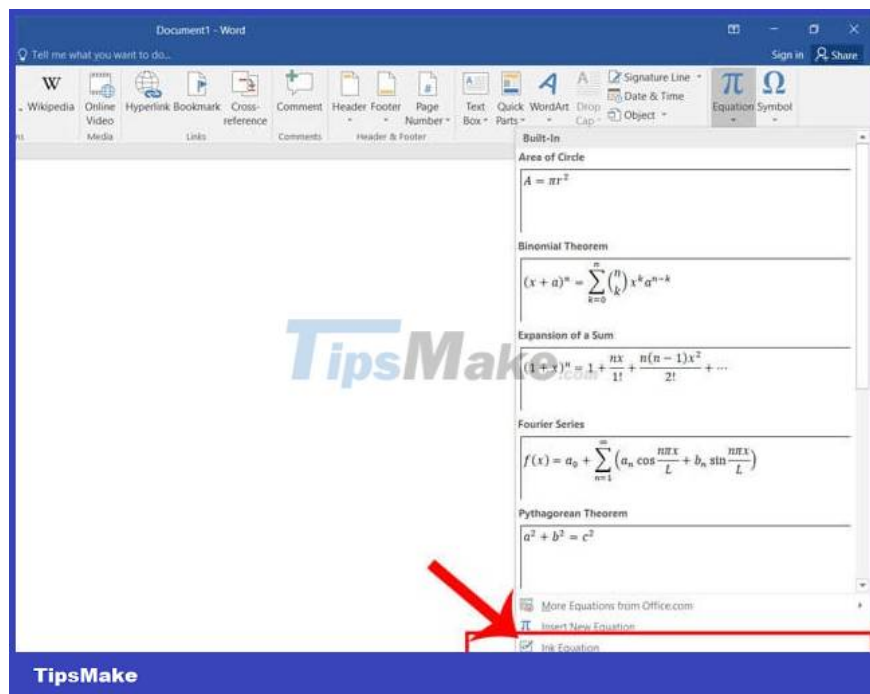 Document1 - Word
Tell me what you want to do...
Sign in
Share
Wikipedia
Online Video
Hyperlink
Bookmark
Cross-reference
Comment
Header
Footer
Page Number
Text Box
Quick Parts
WordArt
Drop Cap
Signature Line
Date & Time
Object
Equation
Symbol
Media
Links
Comments
Header & Footer
Built-In
Area of Circle
A = πr²
Binomial Theorem
(x + a)ⁿ = ∑ₖ₌₀ⁿ (n k) xᵏaⁿ⁻ᵏ
TipsMake.com
Expansion of a Sum
(1 + x)ⁿ = 1 + nx/1! + n(n − 1)x²/2! + ⋯
Fourier Series
f(x) = a₀ + ∑ₙ₌₁^∞ (aₙ cos nπx/L + bₙ sin nπx/L)
Pythagorean Theorem
a² + b² = c²
More Equations from Office.com
π Insert New Equation
Ink Equation
TipsMake